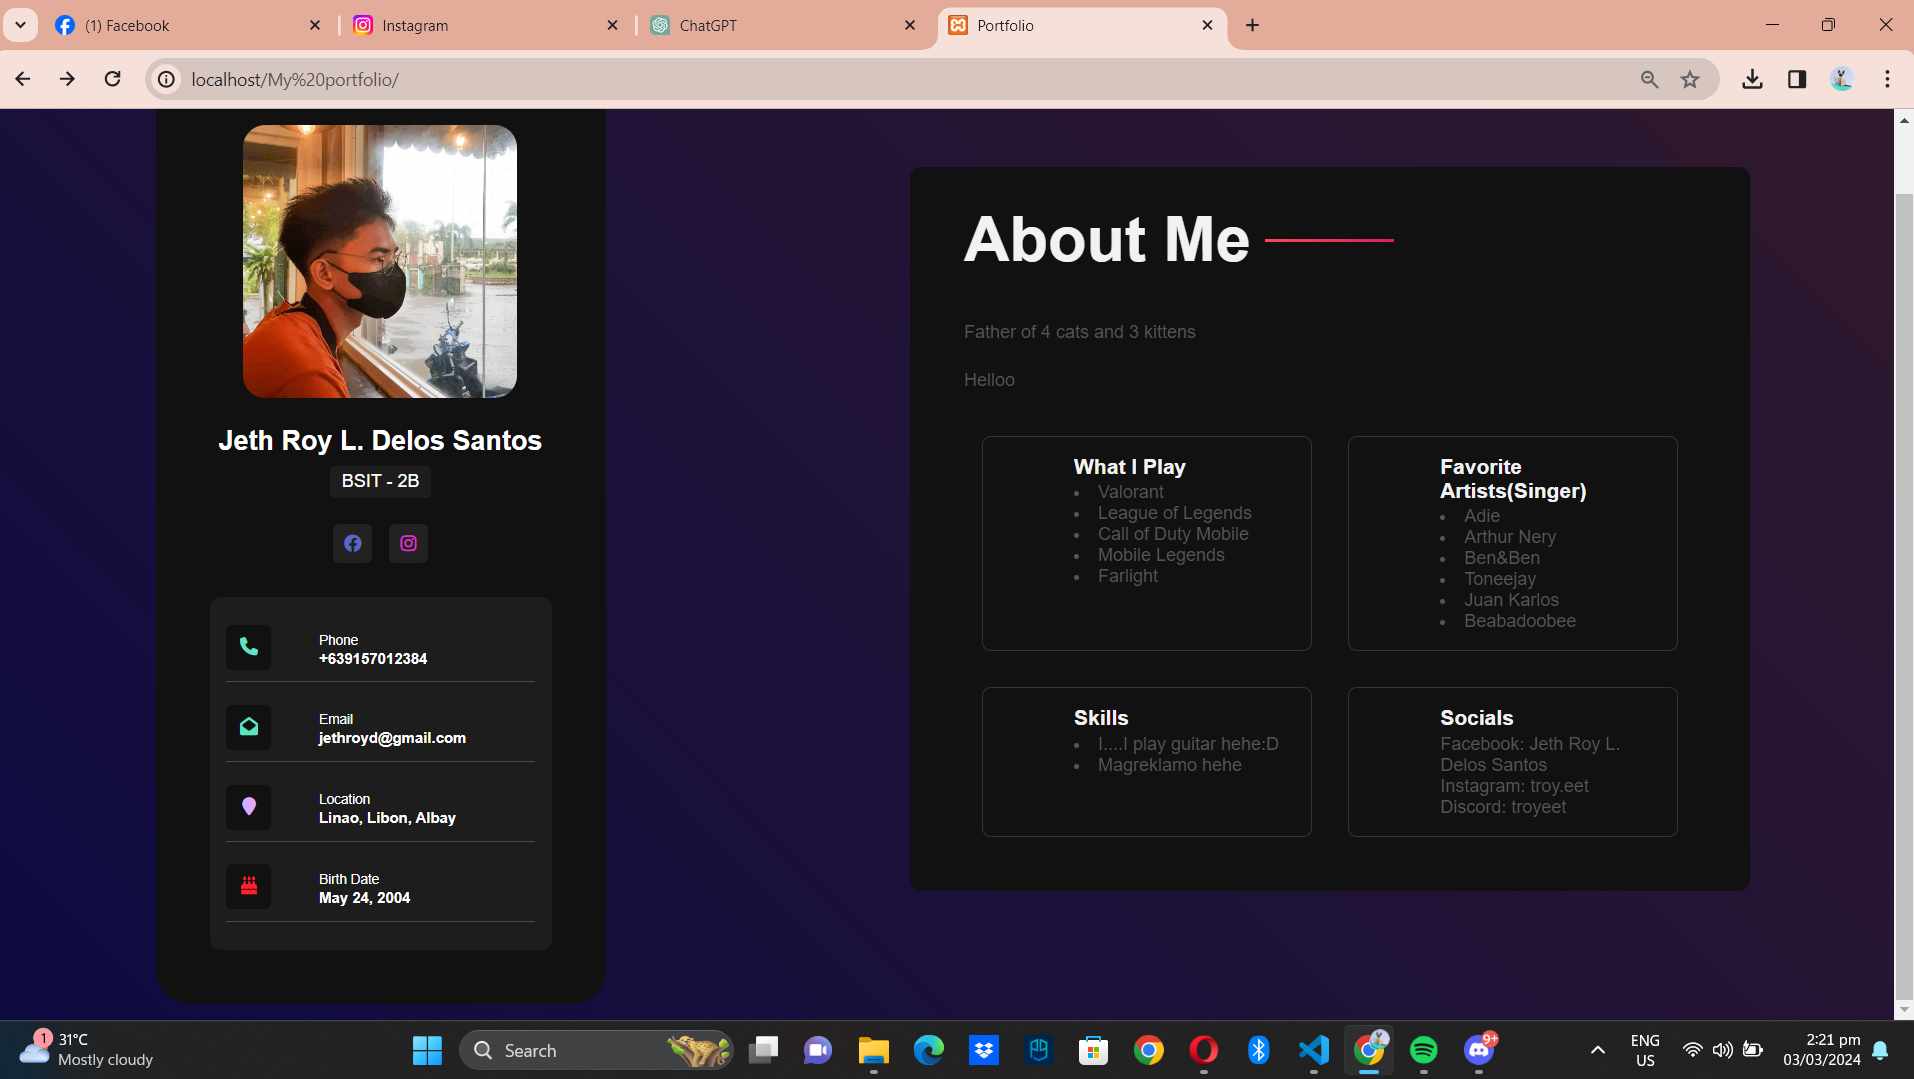 (1) Facebook
Instagram
ChatGPT
Portfolio
localhost/My%20portfolio/
Jeth Roy L. Delos Santos
BSIT - 2B
Phone
+639157012384
Email
jethroyd@gmail.com
Location
Linao, Libon, Albay
Birth Date
May 24, 2004
About Me
Father of 4 cats and 3 kittens
Helloo
What I Play
Valorant
League of Legends
Call of Duty Mobile
Mobile Legends
Farlight
Favorite
Artists(Singer)
Adie
Arthur Nery
Ben&Ben
Toneejay
Juan Karlos
Beabadoobee
Skills
I....I play guitar hehe:D
Magreklamo hehe
Socials
Facebook: Jeth Roy L.
Delos Santos
Instagram: troy.eet
Discord: troyeet
1
31°C
Mostly cloudy
Search
9+
ENG
US
2:21 pm
03/03/2024